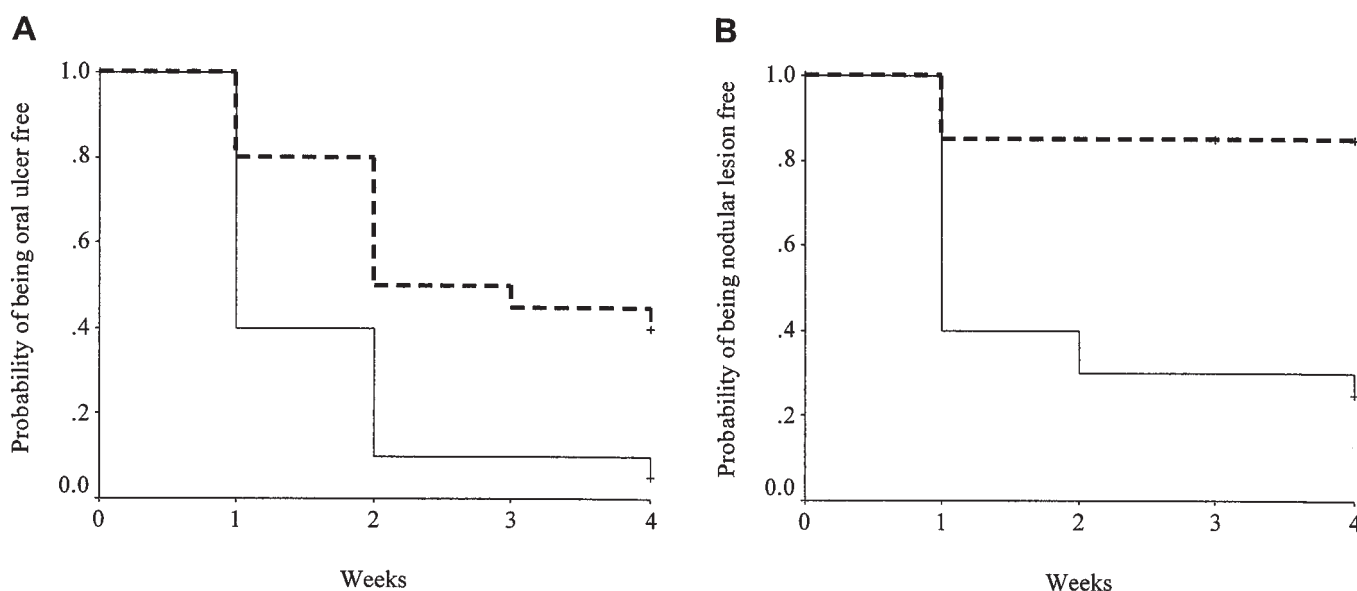 A
Probability of being oral ulcer free
1.0
.8
.6
.4
.2
0.0
0 1 2 3 4
Weeks
B
Probability of being nodular lesion free
1.0
.8
.6
.4
.2
0.0
0 1 2 3 4
Weeks